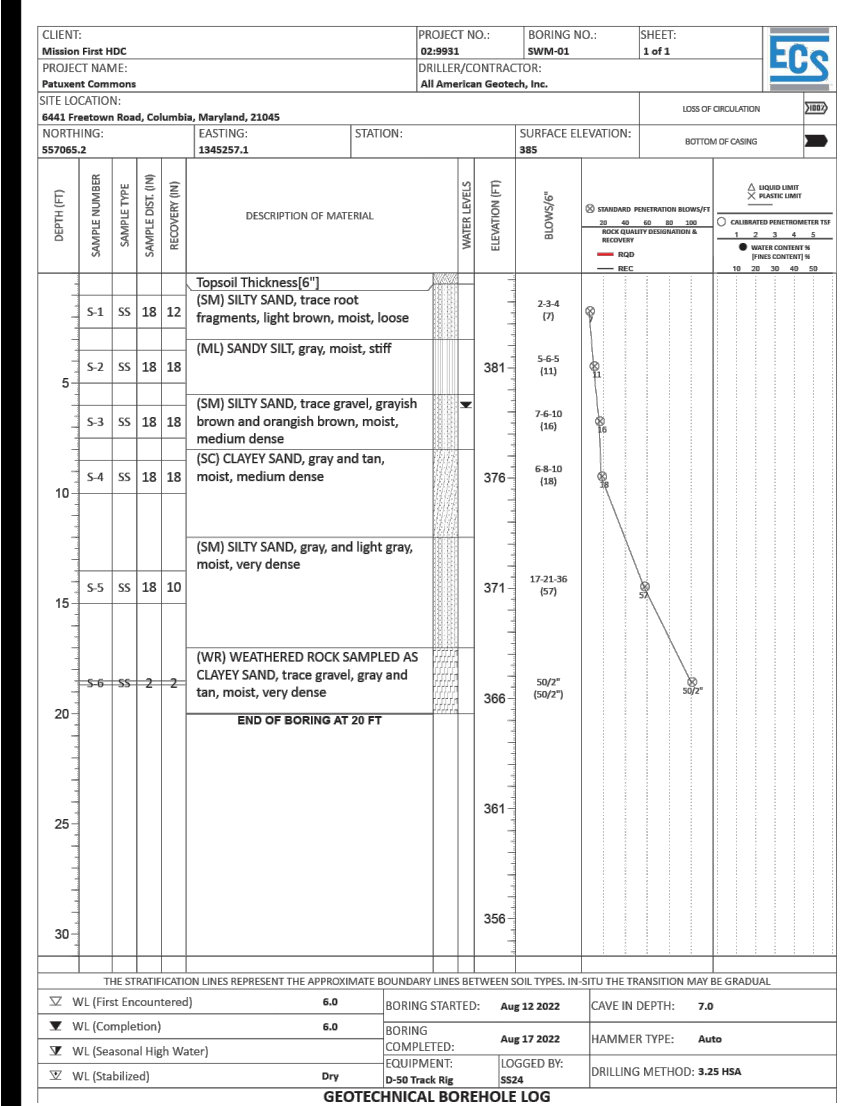 CLIENT:
Mission First HDC
PROJECT NO.:
02:9931
BORING NO.:
SWM-01
SHEET:
1 of 1
ECS
PROJECT NAME:
Patuxent Commons
DRILLER/CONTRACTOR:
All American Geotech, Inc.
SITE LOCATION:
6441 Freetown Road, Columbia, Maryland, 21045
LOSS OF CIRCULATION
100%
NORTHING:
557065.2
EASTING:
1345257.1
STATION:
SURFACE ELEVATION:
385
BOTTOM OF CASING
DEPTH (FT)
SAMPLE NUMBER
SAMPLE TYPE
SAMPLE DIST. (IN)
RECOVERY (IN)
DESCRIPTION OF MATERIAL
WATER LEVELS
ELEVATION (FT)
BLOWS/6"
STANDARD PENETRATION BLOWS/FT
20 40 60 80 100
ROCK QUALITY DESIGNATION &
RECOVERY
RQD
REC
LIQUID LIMIT
PLASTIC LIMIT
CALIBRATED PENETROMETER TSF
1 2 3 4 5
WATER CONTENT %
[FINES CONTENT] %
10 20 30 40 50
Topsoil Thickness[6"]
S-1 SS 18 12
(SM) SILTY SAND, trace root
fragments, light brown, moist, loose
2-3-4
(7)
7
S-2 SS 18 18
(ML) SANDY SILT, gray, moist, stiff
381
5-6-5
(11)
11
5
S-3 SS 18 18
(SM) SILTY SAND, trace gravel, grayish
brown and orangish brown, moist,
medium dense
7-6-10
(16)
16
S-4 SS 18 18
(SC) CLAYEY SAND, gray and tan,
moist, medium dense
376
6-8-10
(18)
18
10
(SM) SILTY SAND, gray, and light gray,
moist, very dense
S-5 SS 18 10
371
17-21-36
(57)
57
15
(WR) WEATHERED ROCK SAMPLED AS
CLAYEY SAND, trace gravel, gray and
tan, moist, very dense
S-6 SS 2 2
366
50/2"
(50/2")
50/2"
20
END OF BORING AT 20 FT
361
25
356
30
THE STRATIFICATION LINES REPRESENT THE APPROXIMATE BOUNDARY LINES BETWEEN SOIL TYPES. IN-SITU THE TRANSITION MAY BE GRADUAL
WL (First Encountered) 6.0
WL (Completion) 6.0
WL (Seasonal High Water)
WL (Stabilized) Dry
BORING STARTED: Aug 12 2022
BORING
COMPLETED: Aug 17 2022
EQUIPMENT:
D-50 Track Rig
LOGGED BY:
SS24
CAVE IN DEPTH: 7.0
HAMMER TYPE: Auto
DRILLING METHOD: 3.25 HSA
GEOTECHNICAL BOREHOLE LOG